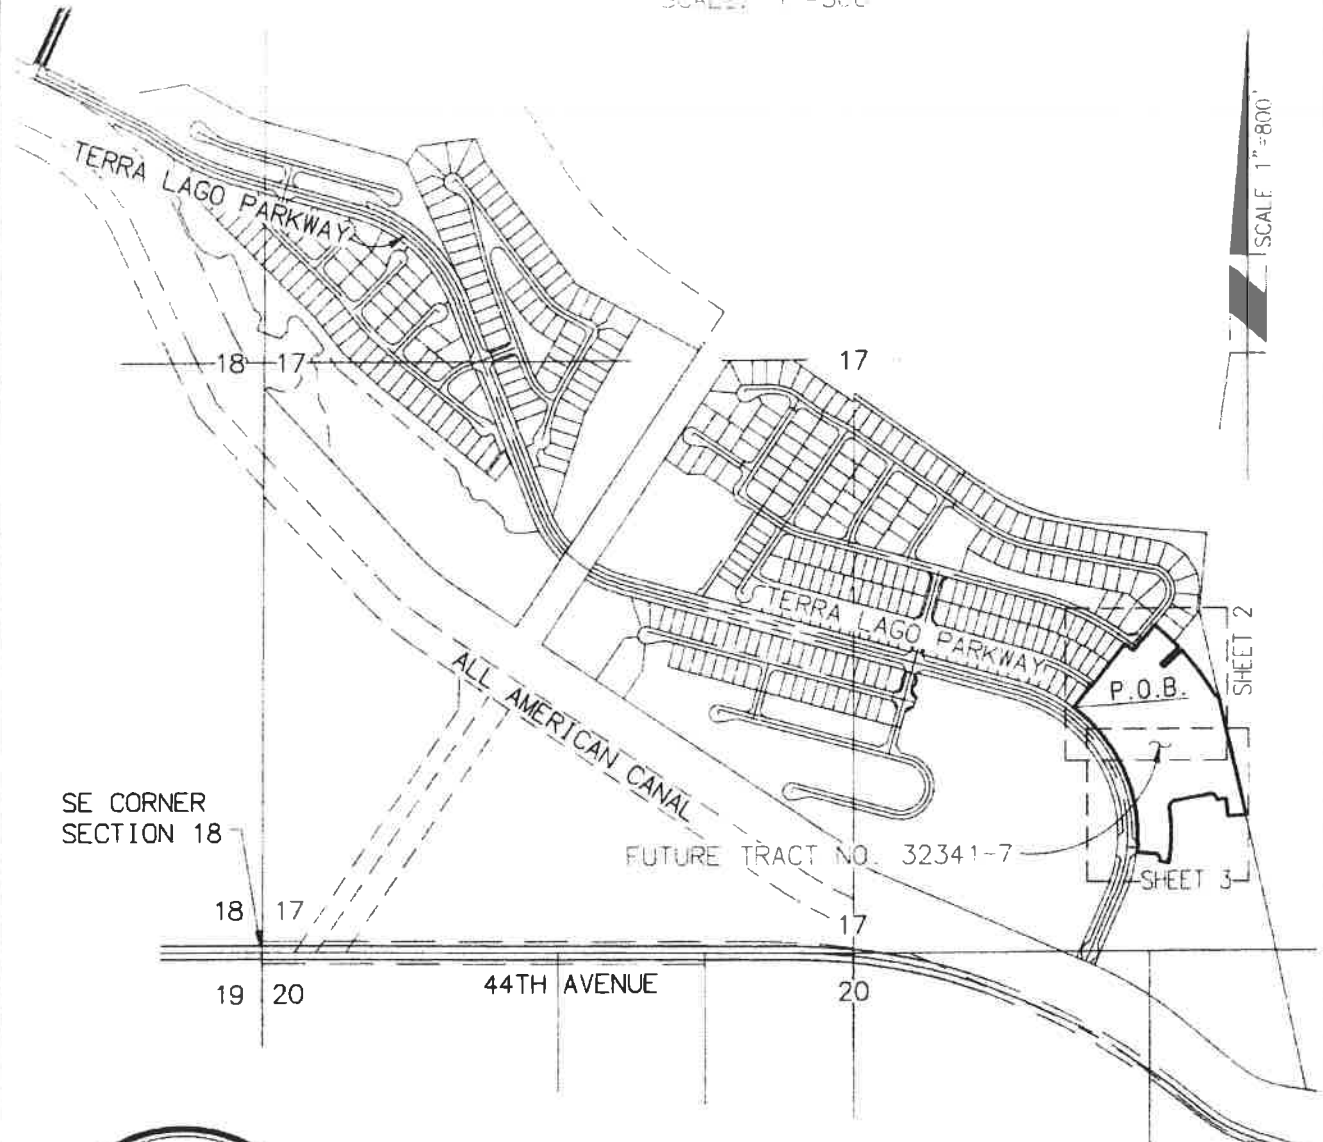 SCALE 1"=800'
TERRA LAGO PARKWAY
18 17
17
TERRA LAGO PARKWAY
SHEET 2
P.O.B.
ALL AMERICAN CANAL
SE CORNER
SECTION 18
FUTURE TRACT NO. 32341-7
SHEET 3
18 17
17
19 20
44TH AVENUE
20